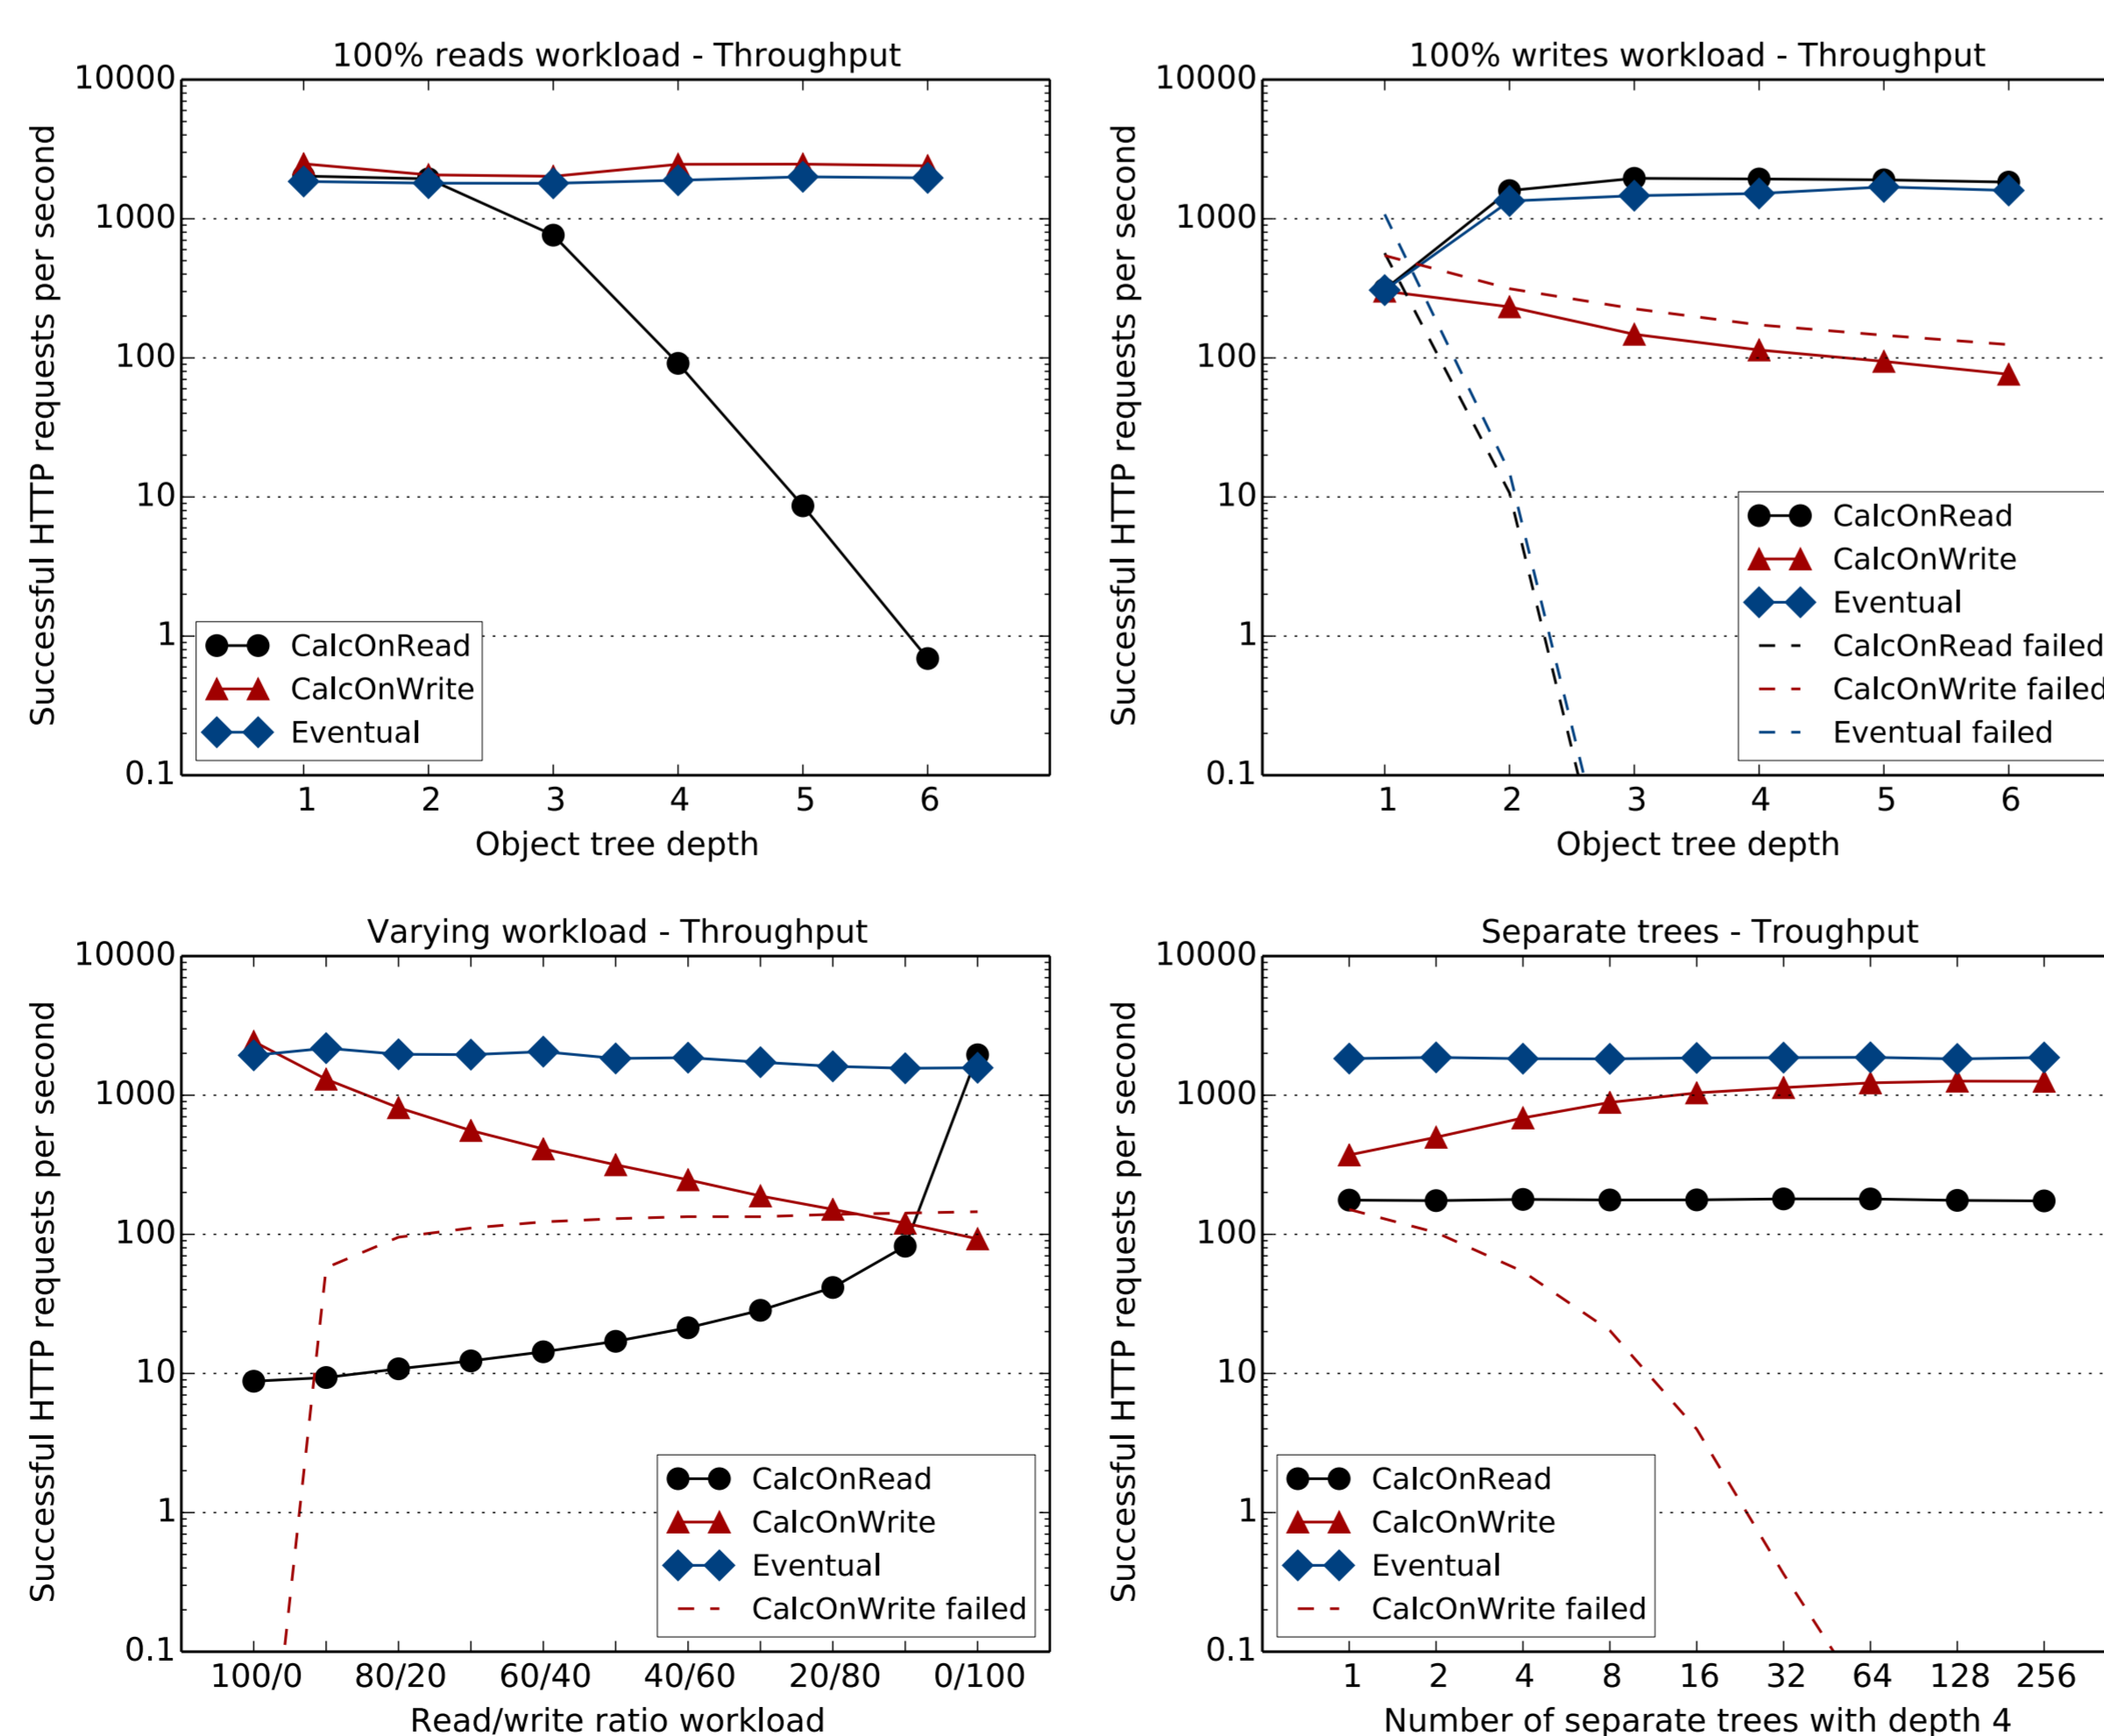 100% reads workload - Throughput
Successful HTTP requests per second
10000
1000
100
10
1
0.1
CalcOnRead
CalcOnWrite
Eventual
1 2 3 4 5 6
Object tree depth
100% writes workload - Throughput
Successful HTTP requests per second
10000
1000
100
10
1
0.1
CalcOnRead
CalcOnWrite
Eventual
CalcOnRead failed
CalcOnWrite failed
Eventual failed
1 2 3 4 5 6
Object tree depth
Varying workload - Throughput
Successful HTTP requests per second
10000
1000
100
10
1
0.1
CalcOnRead
CalcOnWrite
Eventual
CalcOnWrite failed
100/0 80/20 60/40 40/60 20/80 0/100
Read/write ratio workload
Separate trees - Troughput
Successful HTTP requests per second
10000
1000
100
10
1
0.1
CalcOnRead
CalcOnWrite
Eventual
CalcOnWrite failed
1 2 4 8 16 32 64 128 256
Number of separate trees with depth 4